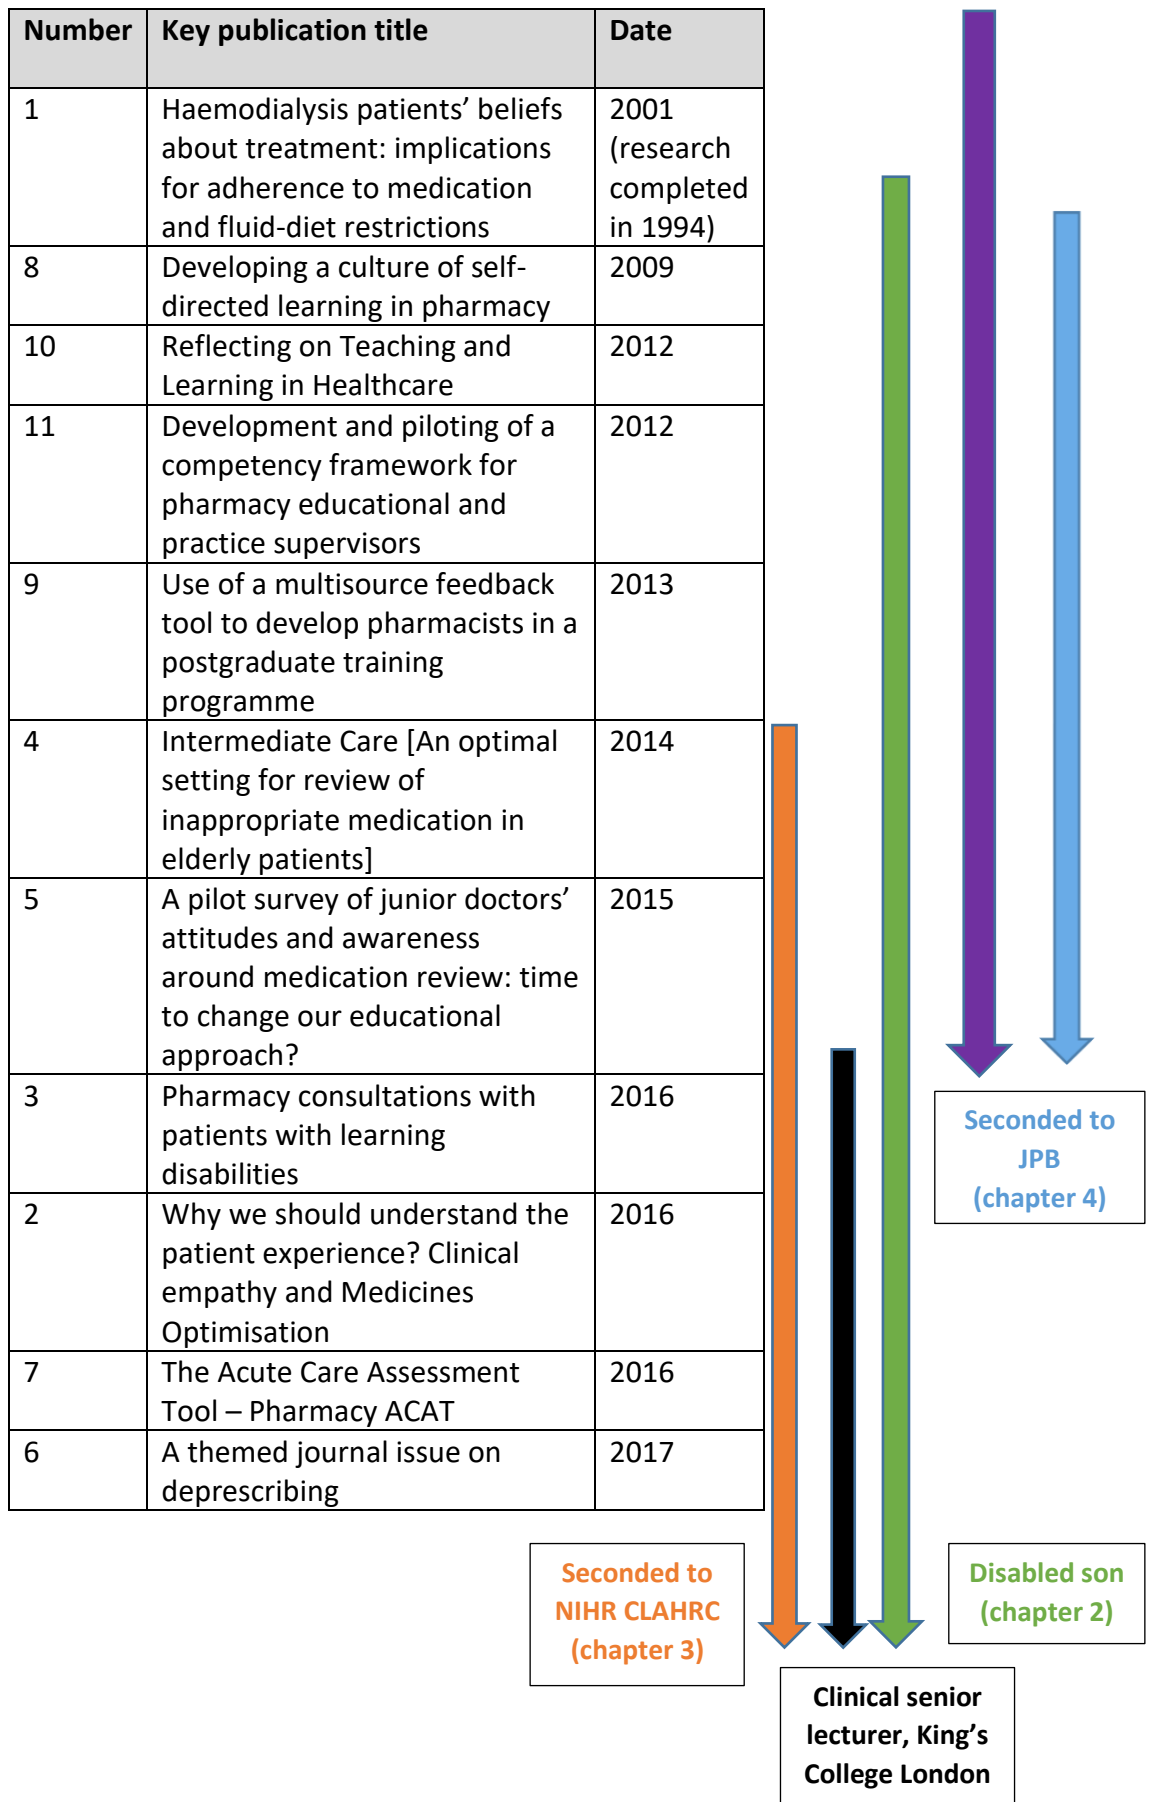 Number Key publication title Date
1 Haemodialysis patients’ beliefs 2001
about treatment: implications (research
for adherence to medication completed
and fluid-diet restrictions in 1994)
8 Developing a culture of self- 2009
directed learning in pharmacy
10 Reflecting on Teaching and 2012
Learning in Healthcare
11 Development and piloting of a 2012
competency framework for
pharmacy educational and
practice supervisors
9 Use of a multisource feedback 2013
tool to develop pharmacists in a
postgraduate training
programme
4 Intermediate Care [An optimal 2014
setting for review of
inappropriate medication in
elderly patients]
5 A pilot survey of junior doctors’ 2015
attitudes and awareness
around medication review: time
to change our educational
approach?
3 Pharmacy consultations with 2016
patients with learning
disabilities
2 Why we should understand the 2016
patient experience? Clinical
empathy and Medicines
Optimisation
7 The Acute Care Assessment 2016
Tool – Pharmacy ACAT
6 A themed journal issue on 2017
deprescribing
Seconded to
JPB
(chapter 4)
Seconded to
NIHR CLAHRC
(chapter 3)
Disabled son
(chapter 2)
Clinical senior
lecturer, King’s
College London